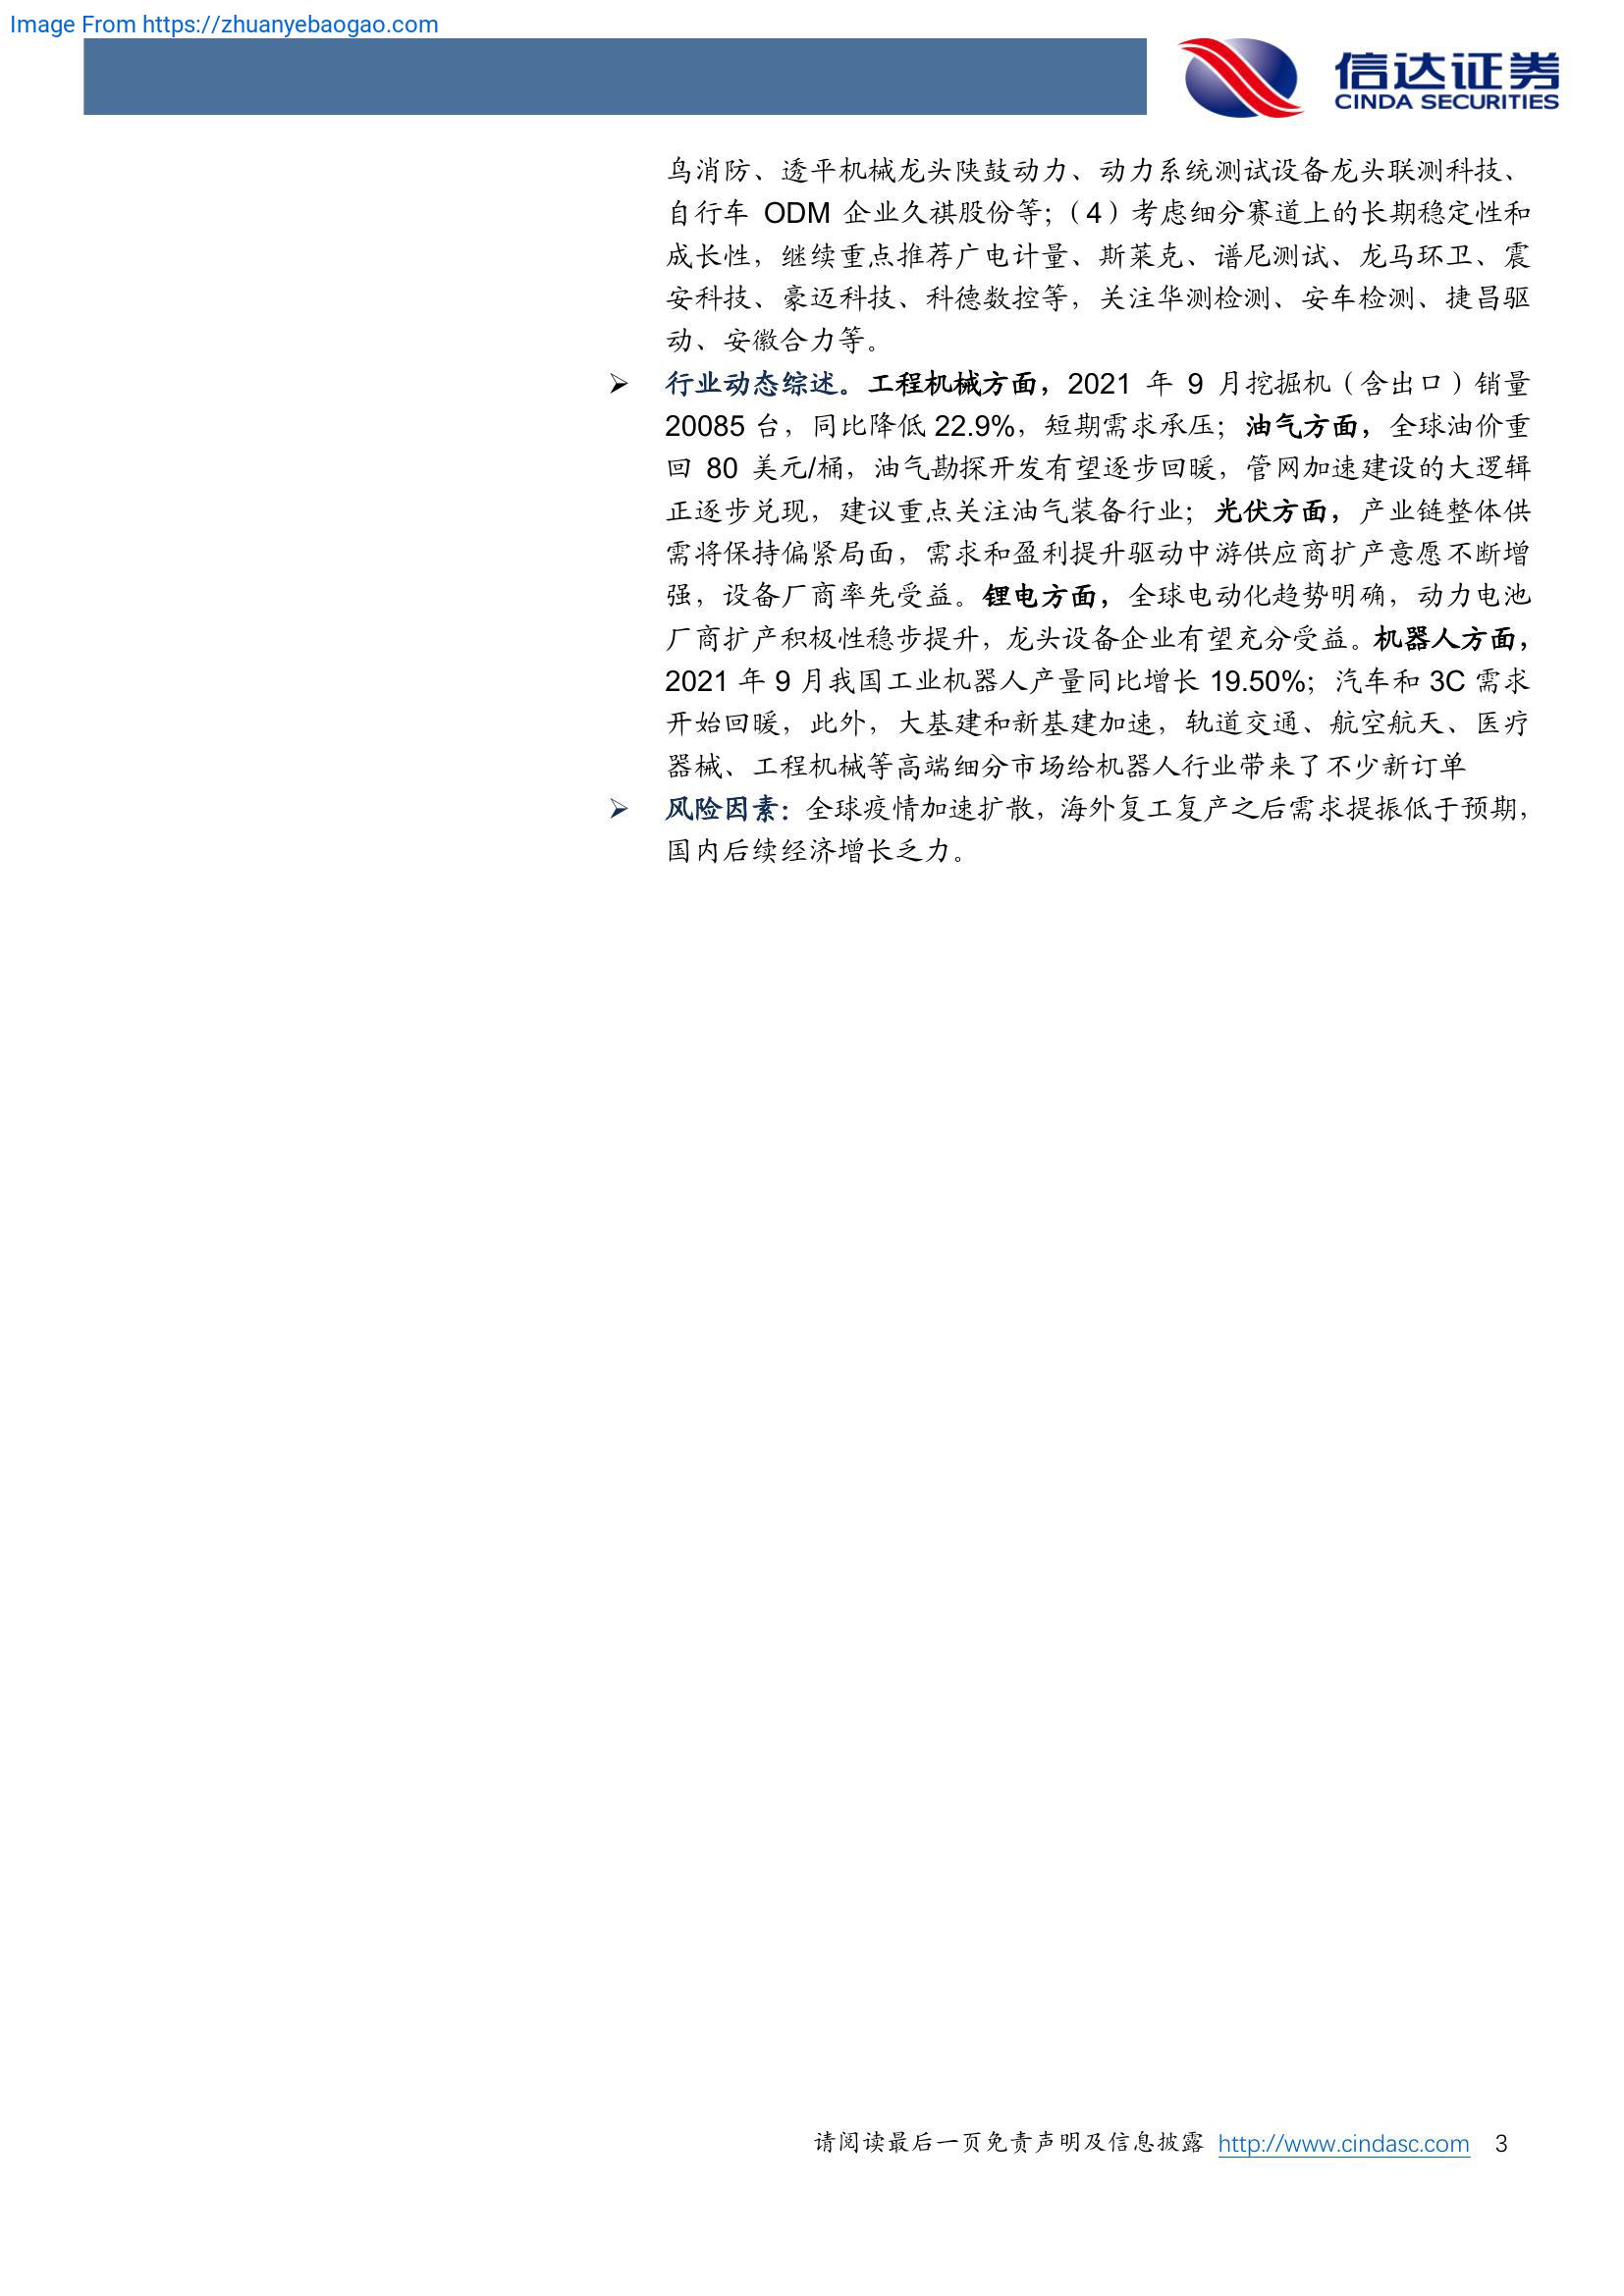 Image From https://zhuanyebaogao.com
信达证券
CINDA SECURITIES
鸟消防、透平机械龙头陕鼓动力、动力系统测试设备龙头联测科技、
自行车 ODM 企业久祺股份等；（4）考虑细分赛道上的长期稳定性和
成长性，继续重点推荐广电计量、斯莱克、谱尼测试、龙马环卫、震
安科技、豪迈科技、科德数控等，关注华测检测、安车检测、捷昌驱
动、安徽合力等。
➢ 行业动态综述。工程机械方面，2021 年 9 月挖掘机（含出口）销量
20085 台，同比降低 22.9%，短期需求承压；油气方面，全球油价重
回 80 美元/桶，油气勘探开发有望逐步回暖，管网加速建设的大逻辑
正逐步兑现，建议重点关注油气装备行业；光伏方面，产业链整体供
需将保持偏紧局面，需求和盈利提升驱动中游供应商扩产意愿不断增
强，设备厂商率先受益。锂电方面，全球电动化趋势明确，动力电池
厂商扩产积极性稳步提升，龙头设备企业有望充分受益。机器人方面，
2021 年 9 月我国工业机器人产量同比增长 19.50%；汽车和 3C 需求
开始回暖，此外，大基建和新基建加速，轨道交通、航空航天、医疗
器械、工程机械等高端细分市场给机器人行业带来了不少新订单
➢ 风险因素：全球疫情加速扩散，海外复工复产之后需求提振低于预期，
国内后续经济增长乏力。
请阅读最后一页免责声明及信息披露 http://www.cindasc.com 3